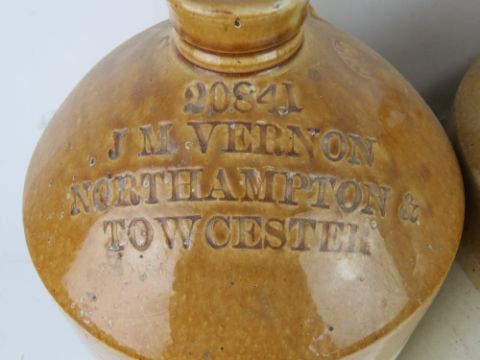 20841
J M VERNON
NORTHAMPTON &
TOWCESTER